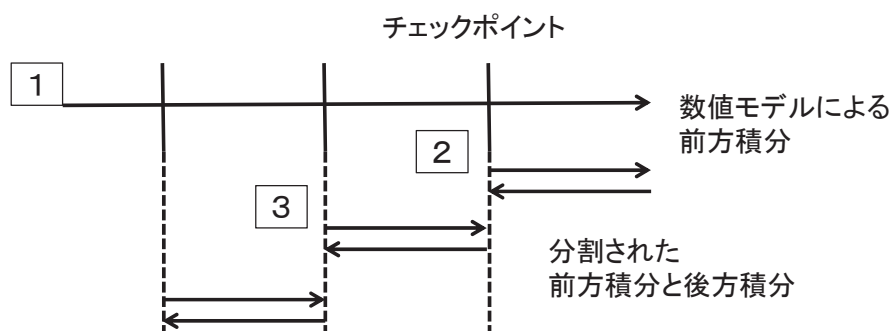 チェックポイント
1
数値モデルによる
前方積分
2
3
分割された
前方積分と後方積分